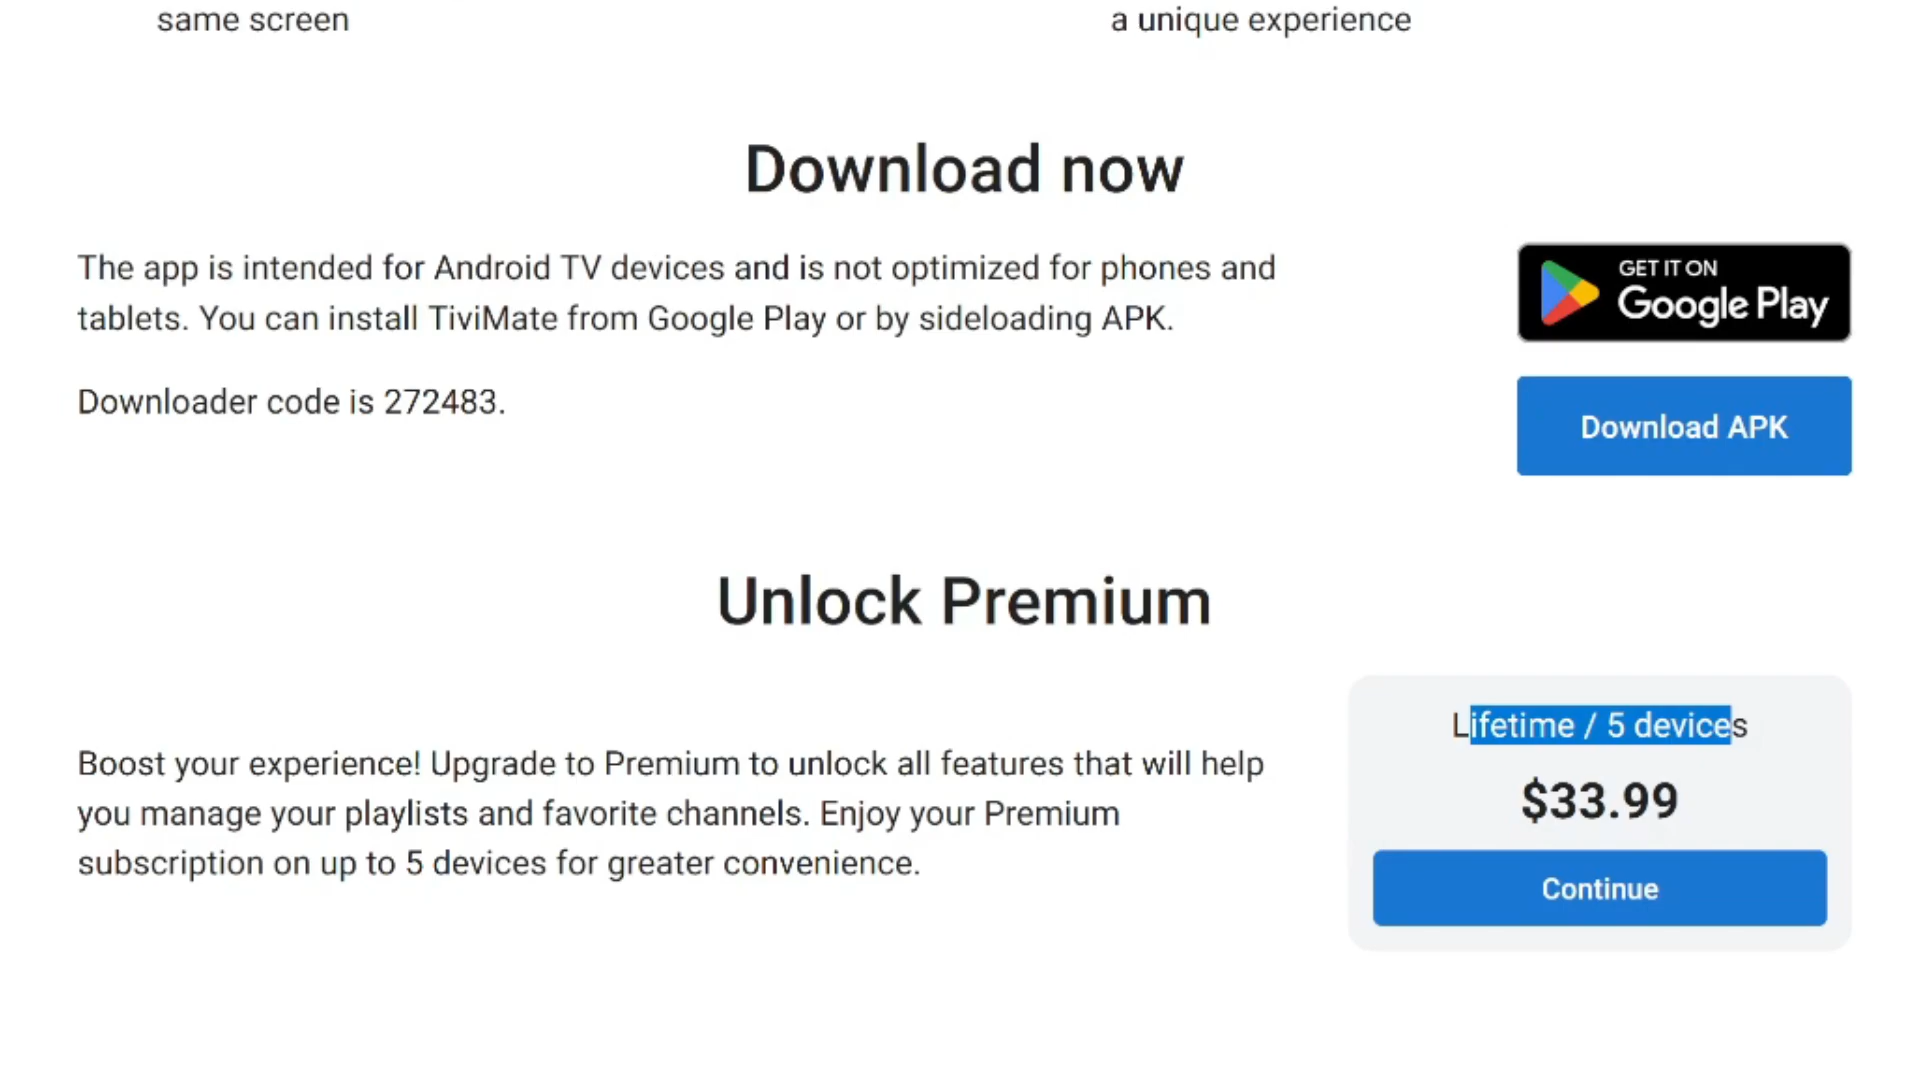 same screen
a unique experience
Download now
The app is intended for Android TV devices and is not optimized for phones and
tablets. You can install TiviMate from Google Play or by sideloading APK.
Downloader code is 272483.
GET IT ON
Google Play
Download APK
Unlock Premium
Boost your experience! Upgrade to Premium to unlock all features that will help
you manage your playlists and favorite channels. Enjoy your Premium
subscription on up to 5 devices for greater convenience.
Lifetime / 5 devices
$33.99
Continue